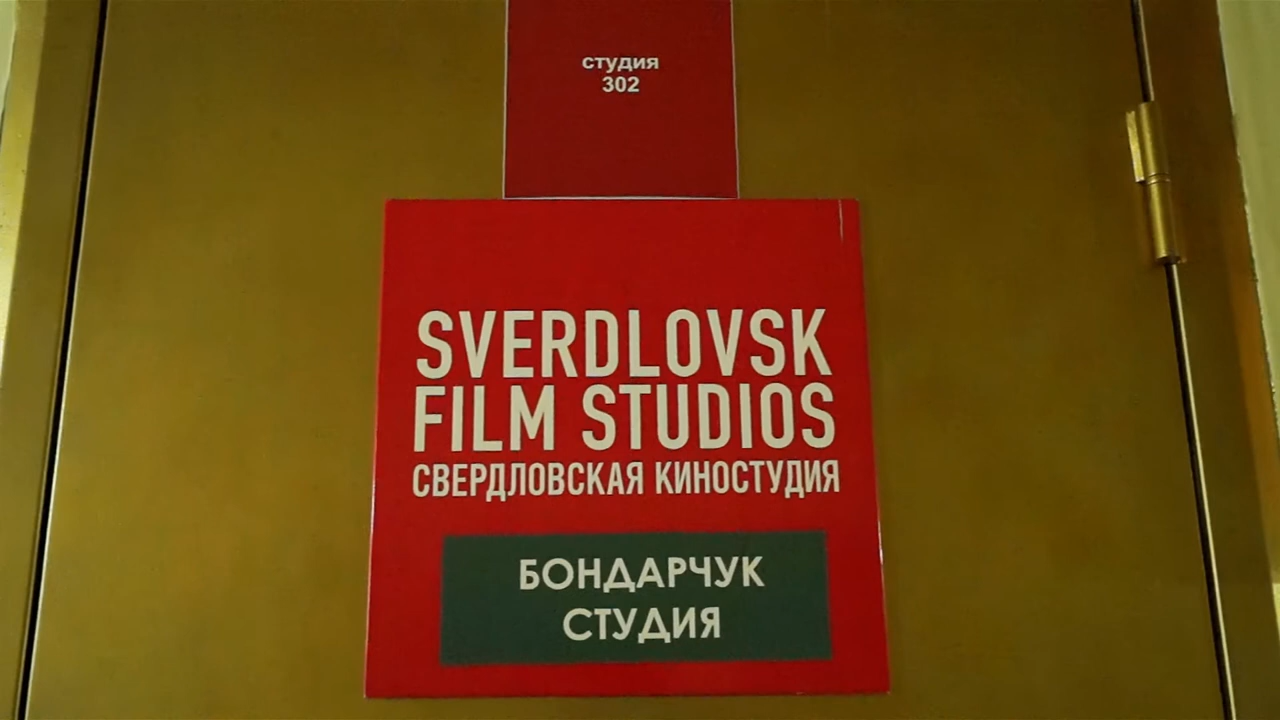 студия
302
SVERDLOVSK
FILM STUDIOS
СВЕРДЛОВСКАЯ КИНОСТУДИЯ
БОНДАРЧУК
СТУДИЯ